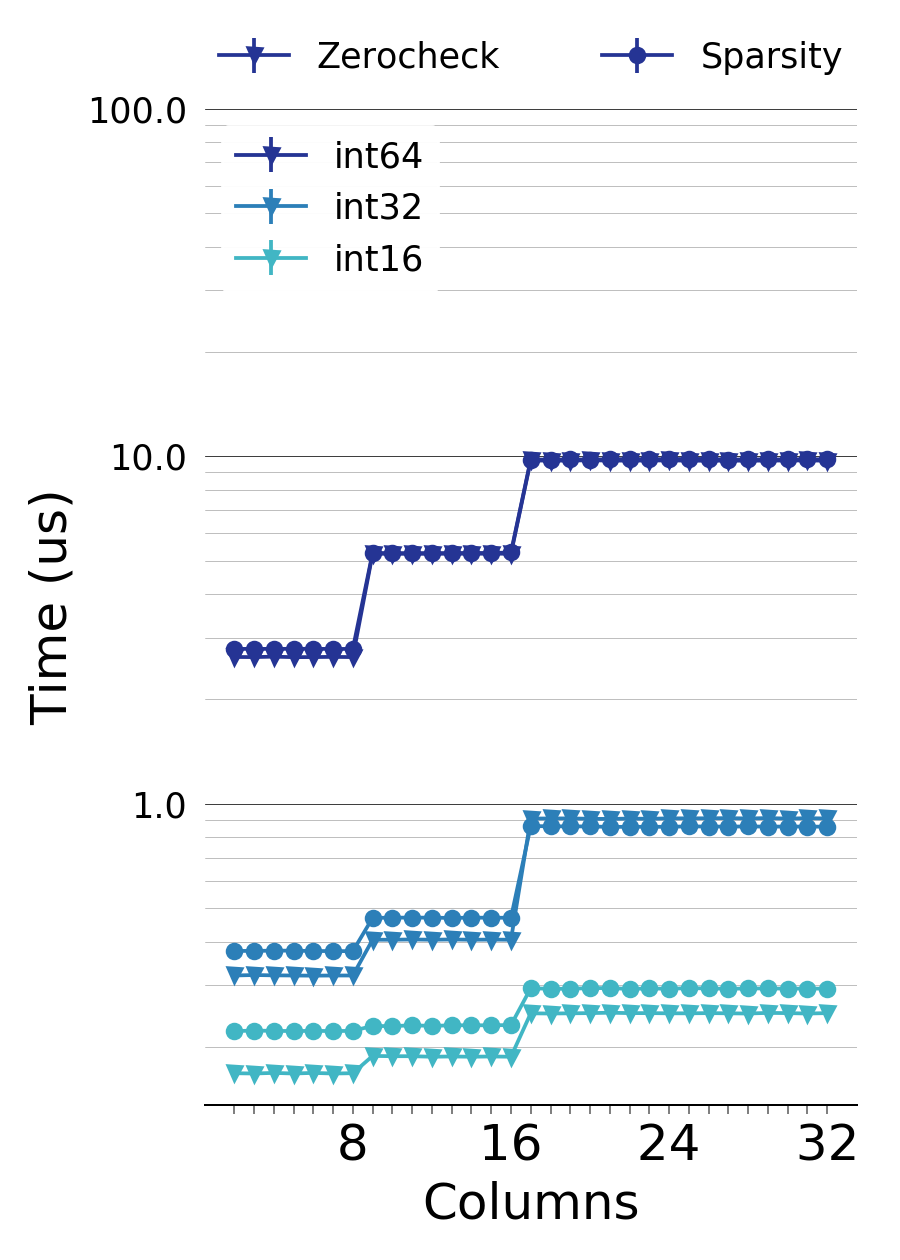 Zerocheck Sparsity
100.0
int64
int32
int16
10.0
Time (us)
1.0
8 16 24 32
Columns